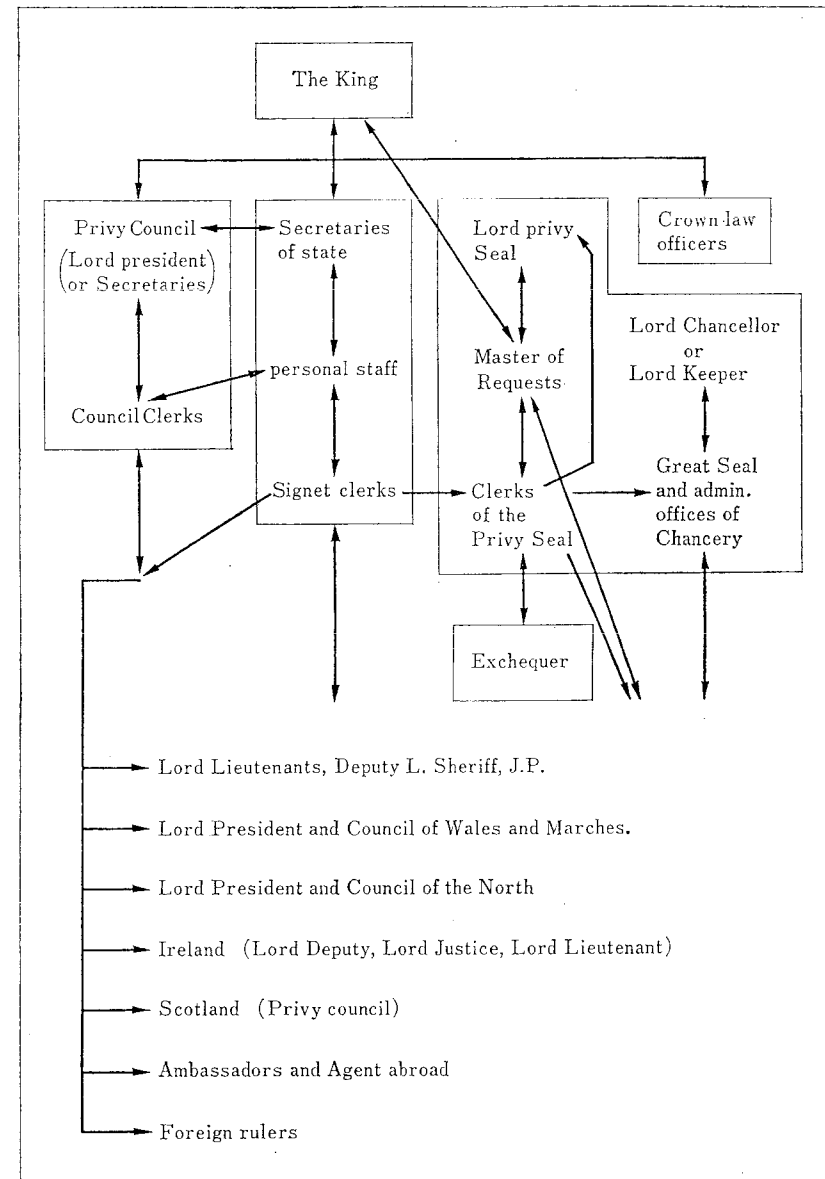 The King
Privy Council
(Lord president
or Secretaries)
Council Clerks
Secretaries
of state
personal staff
Signet clerks
Lord privy
Seal
Master of
Requests
Clerks
of the
Privy Seal
Exchequer
Crown law
officers
Lord Chancellor
or
Lord Keeper
Great Seal
and admin.
offices of
Chancery
Lord Lieutenants, Deputy L. Sheriff, J.P.
Lord President and Council of Wales and Marches.
Lord President and Council of the North
Ireland (Lord Deputy, Lord Justice, Lord Lieutenant)
Scotland (Privy council)
Ambassadors and Agent abroad
Foreign rulers